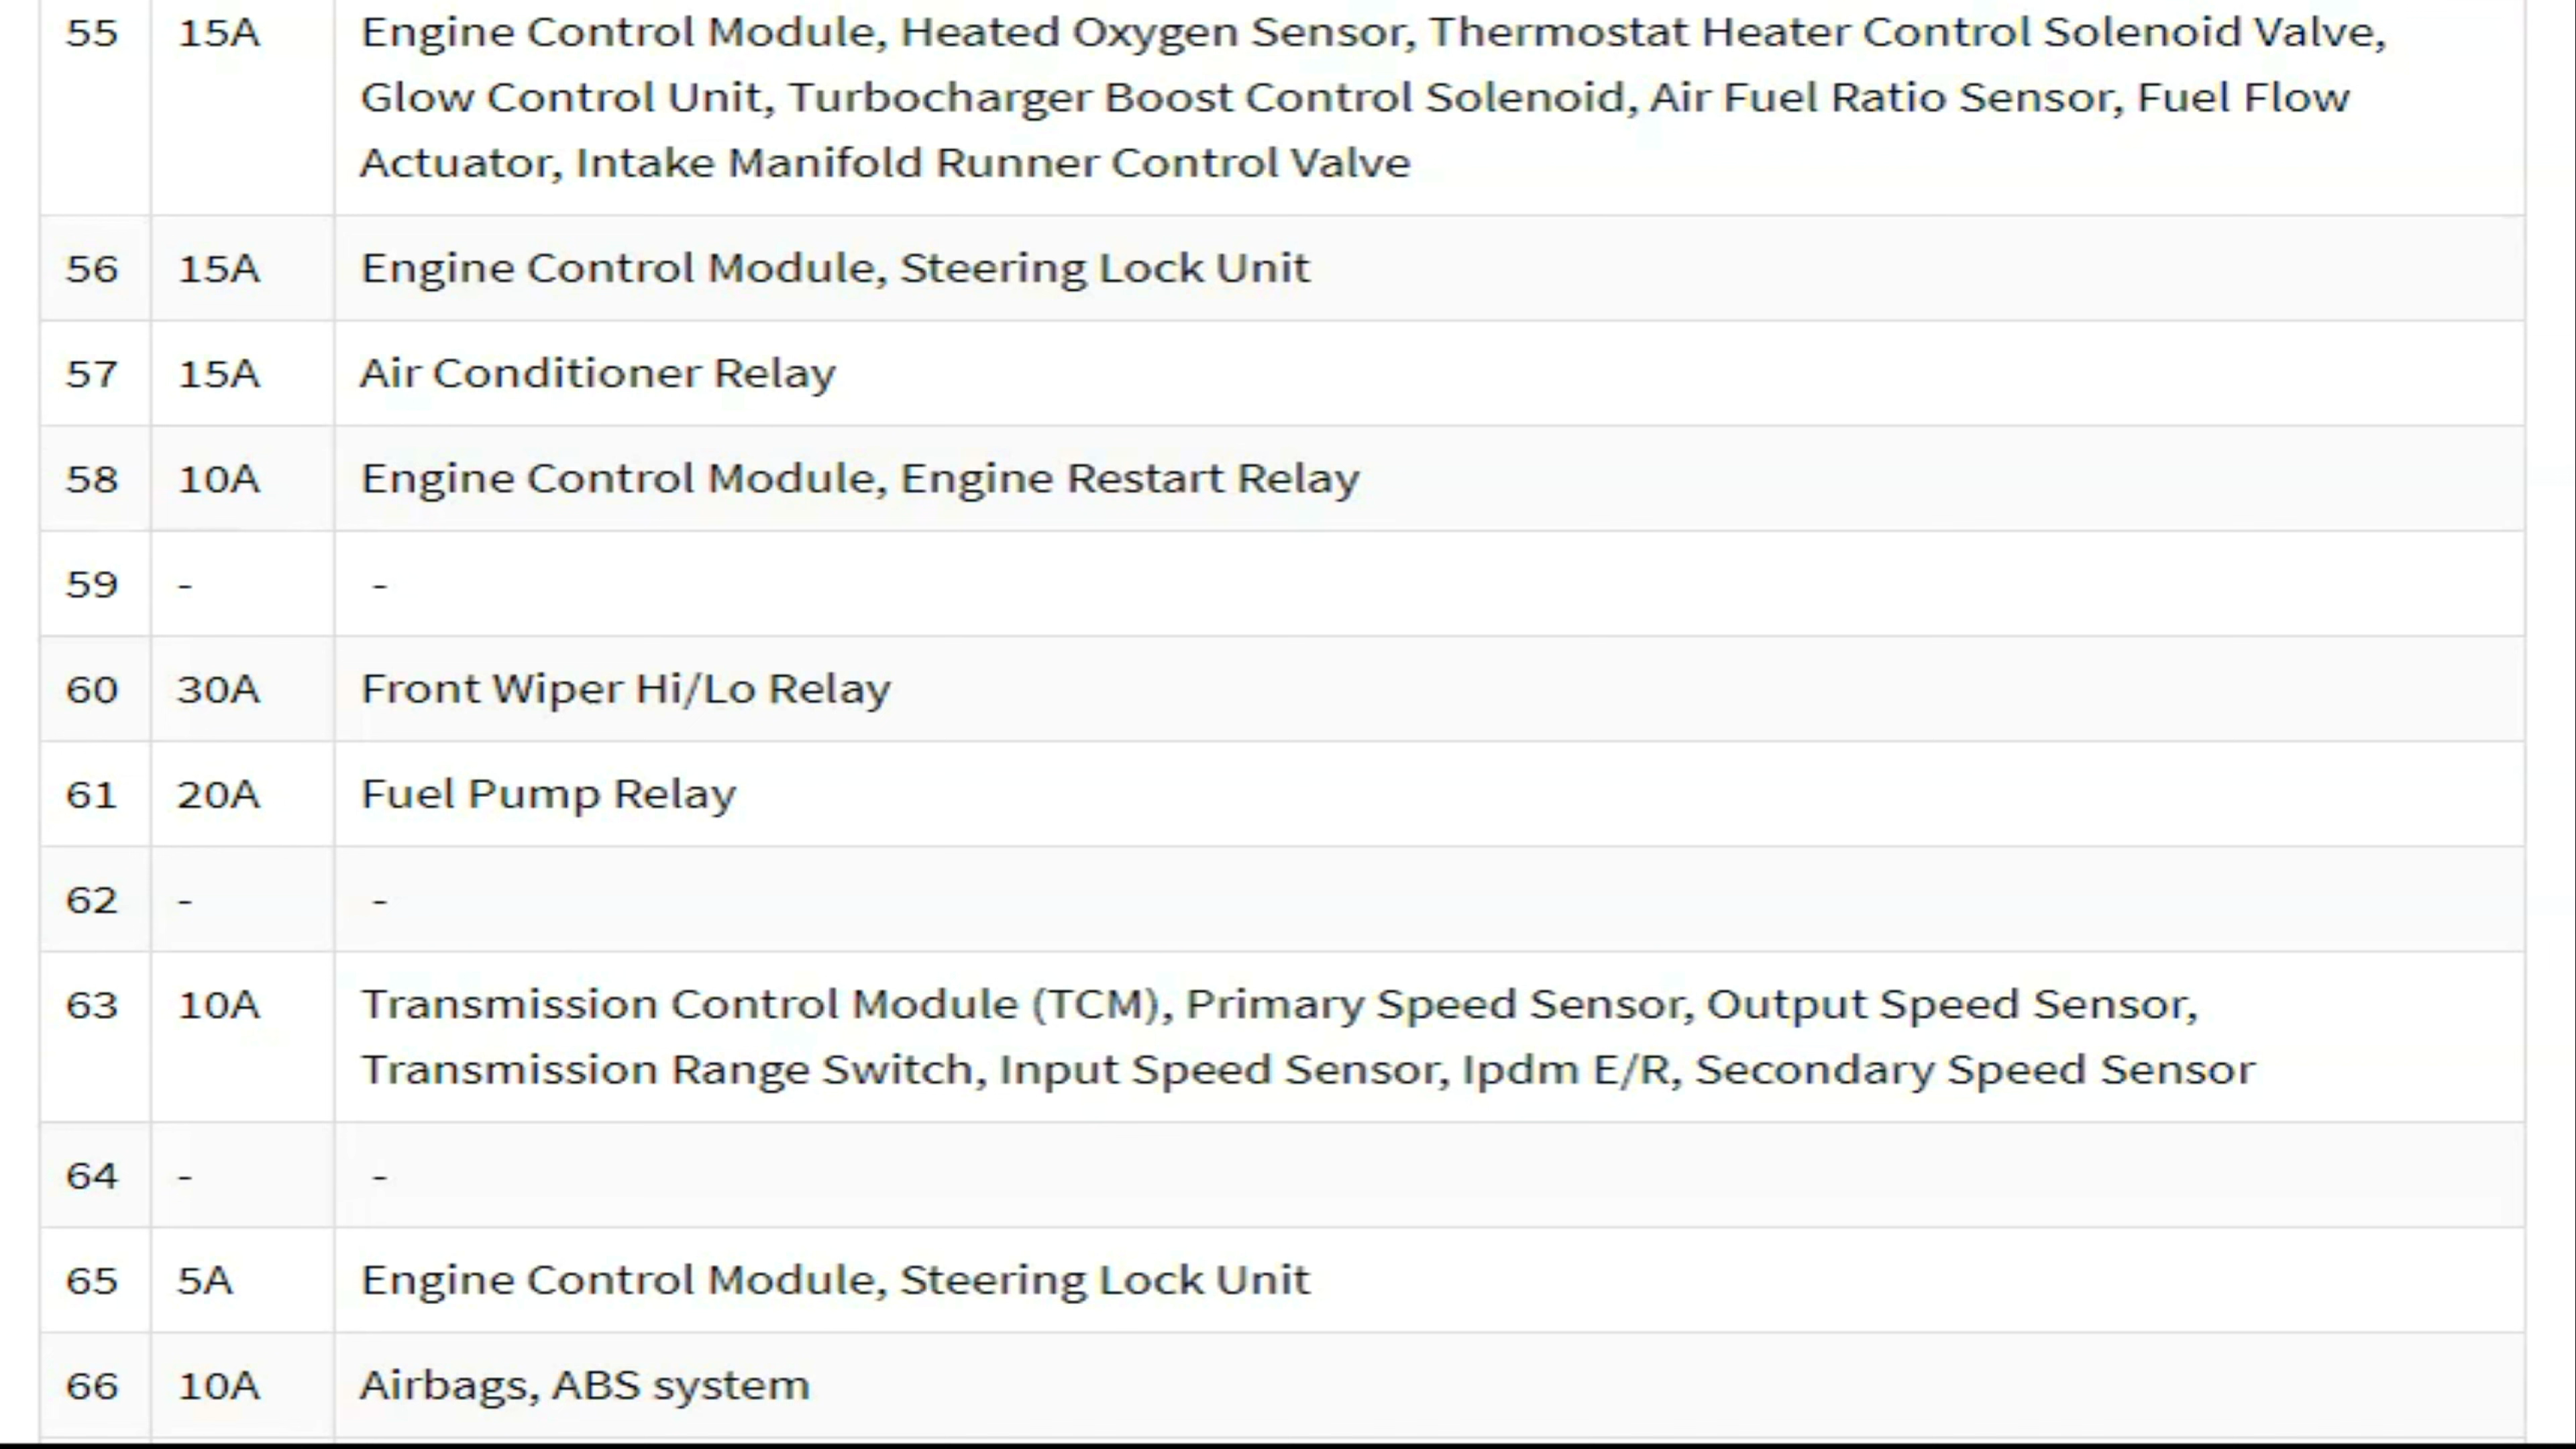 55 15A Engine Control Module, Heated Oxygen Sensor, Thermostat Heater Control Solenoid Valve,
Glow Control Unit, Turbocharger Boost Control Solenoid, Air Fuel Ratio Sensor, Fuel Flow
Actuator, Intake Manifold Runner Control Valve
56 15A Engine Control Module, Steering Lock Unit
57 15A Air Conditioner Relay
58 10A Engine Control Module, Engine Restart Relay
59 - -
60 30A Front Wiper Hi/Lo Relay
61 20A Fuel Pump Relay
62 - -
63 10A Transmission Control Module (TCM), Primary Speed Sensor, Output Speed Sensor,
Transmission Range Switch, Input Speed Sensor, Ipdm E/R, Secondary Speed Sensor
64 - -
65 5A Engine Control Module, Steering Lock Unit
66 10A Airbags, ABS system